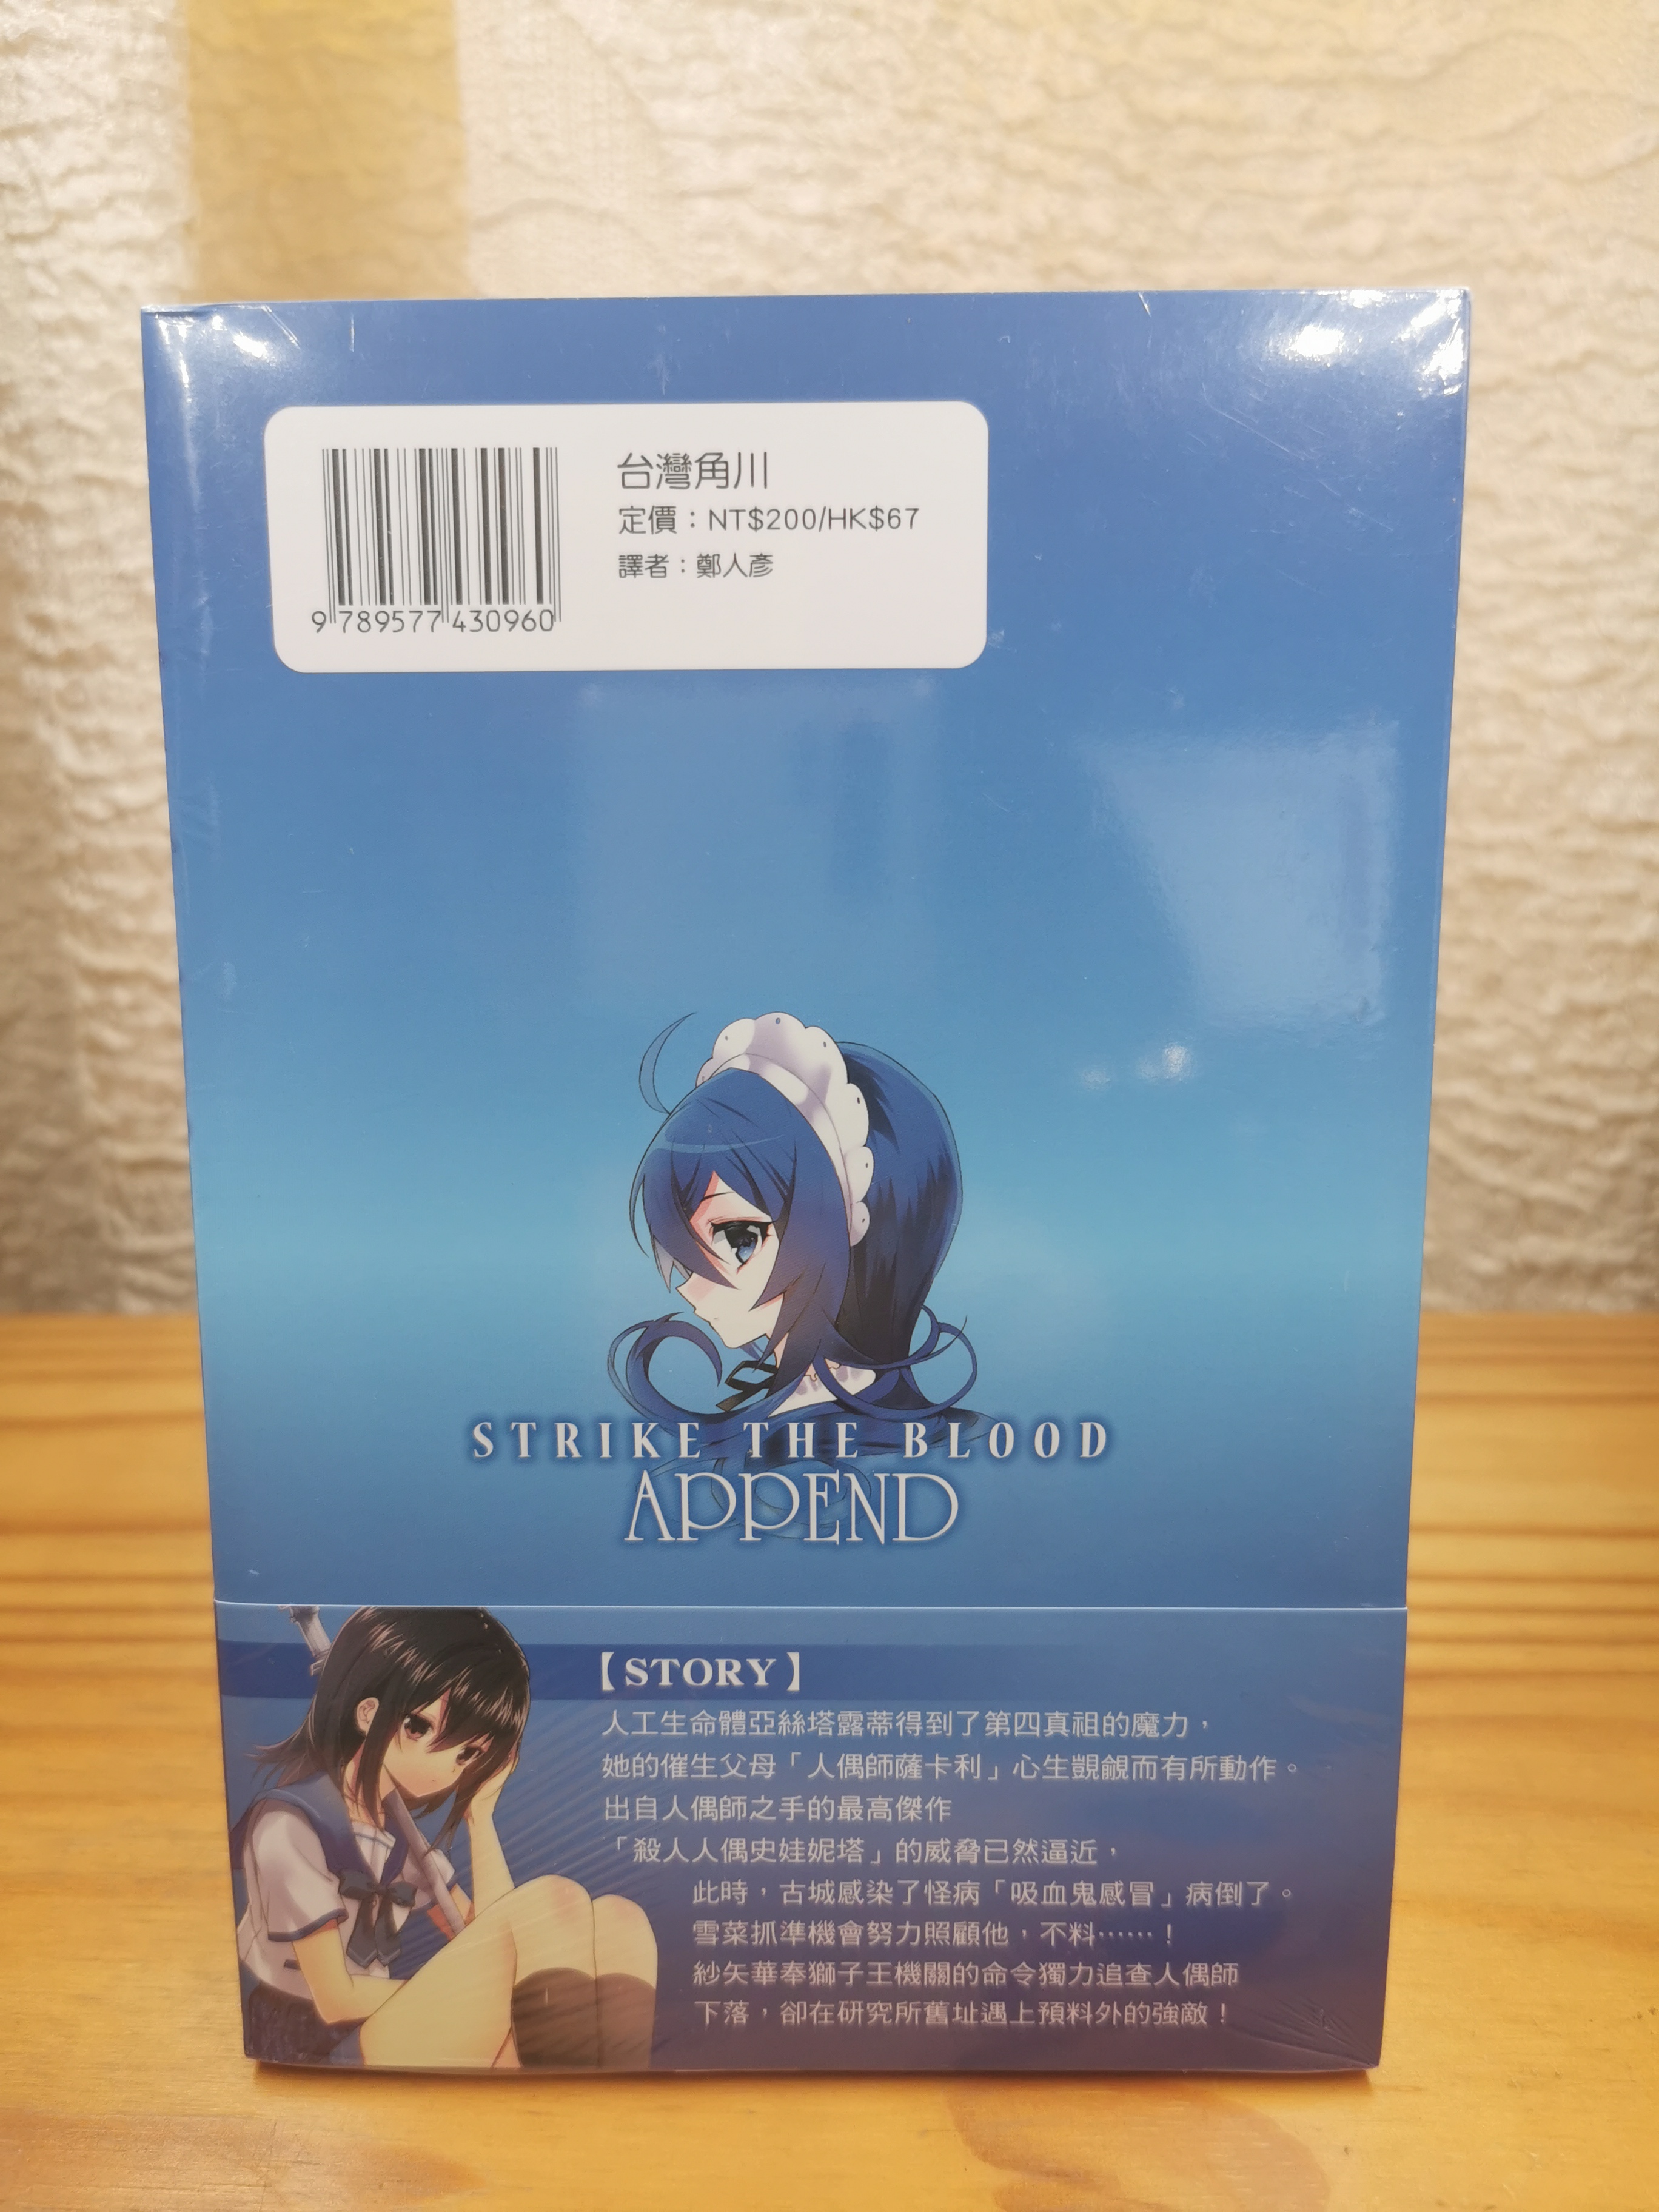 台灣角川
定價：NT$200/HK$67
譯者：鄭人彥
9 789577 430960
STRIKE THE BLOOD
APPEND
【STORY】
人工生命體亞絲塔露蒂得到了第四真祖的魔力，
她的催生父母「人偶師薩卡利」心生覬覦而有所動作。
出自人偶師之手的最高傑作
「殺人人偶史娃妮塔」的威脅已然逼近，
此時，古城感染了怪病「吸血鬼感冒」病倒了。
雪菜抓準機會努力照顧他，不料……！
紗矢華奉獅子王機關的命令獨力追查人偶師
下落，卻在研究所舊址遇上預料外的強敵！